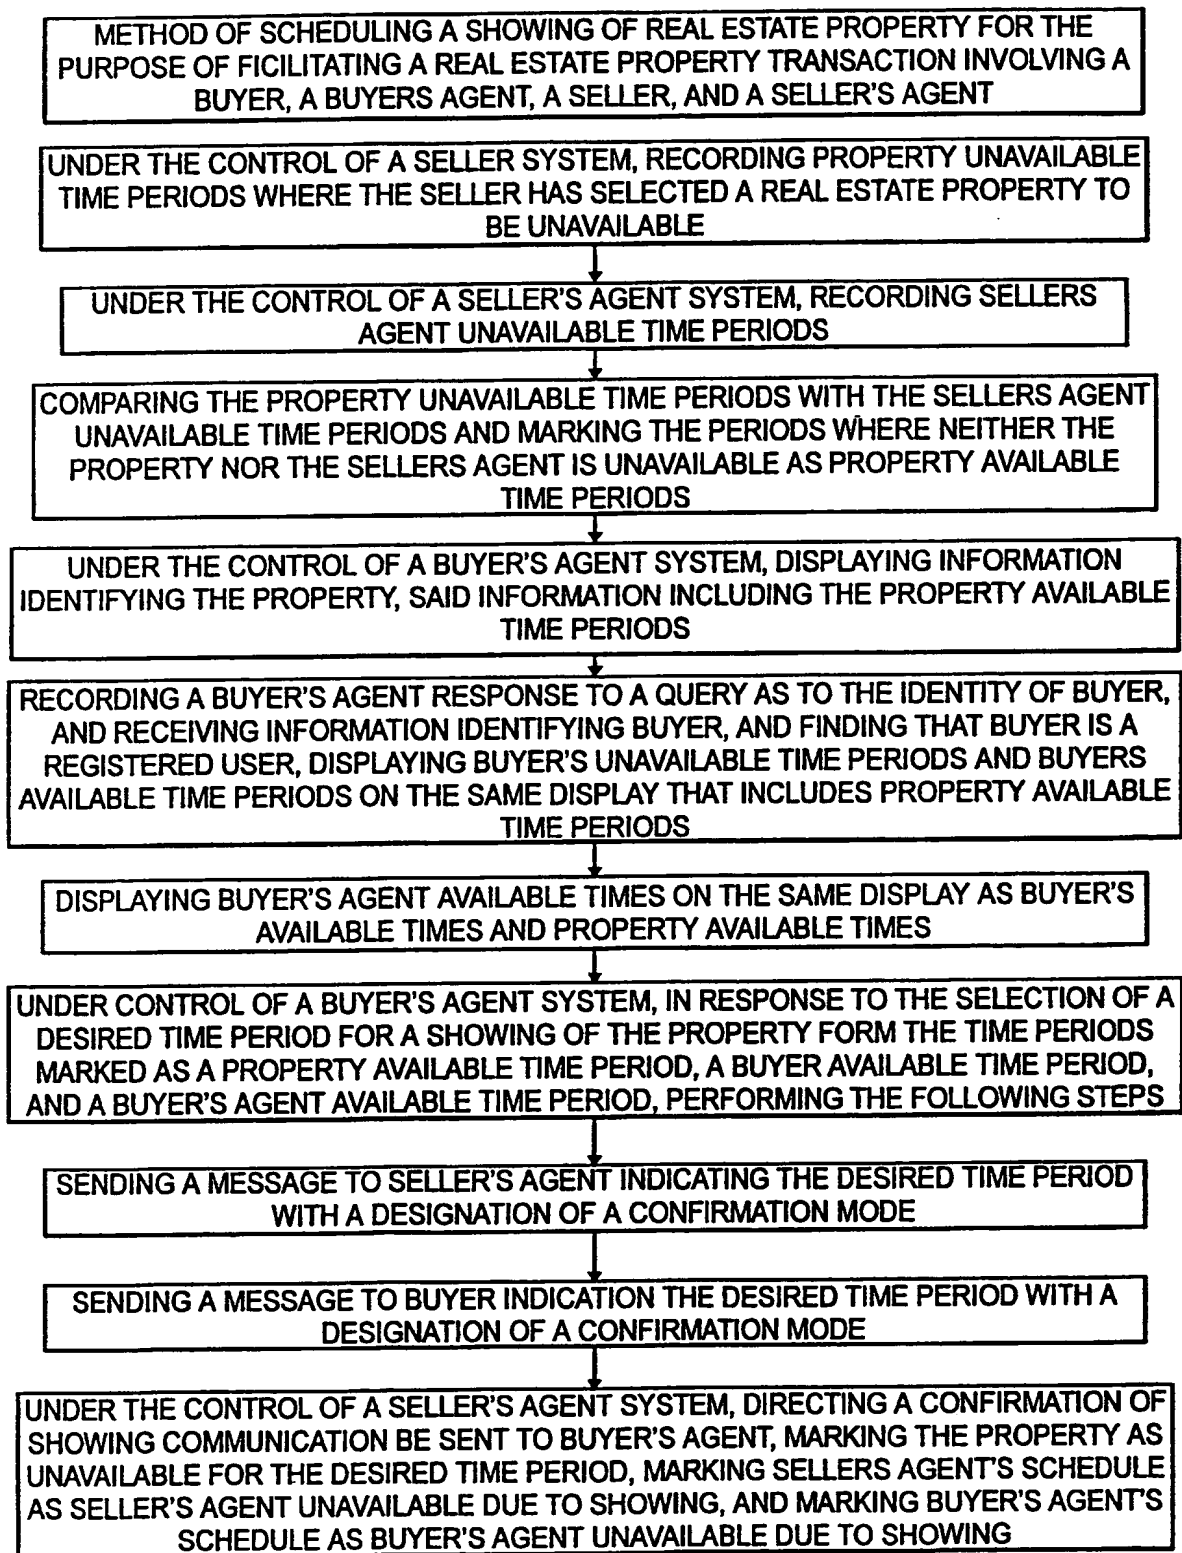 METHOD OF SCHEDULING A SHOWING OF REAL ESTATE PROPERTY FOR THE
PURPOSE OF FICILITATING A REAL ESTATE PROPERTY TRANSACTION INVOLVING A
BUYER, A BUYERS AGENT, A SELLER, AND A SELLER'S AGENT
UNDER THE CONTROL OF A SELLER SYSTEM, RECORDING PROPERTY UNAVAILABLE
TIME PERIODS WHERE THE SELLER HAS SELECTED A REAL ESTATE PROPERTY TO
BE UNAVAILABLE
UNDER THE CONTROL OF A SELLER'S AGENT SYSTEM, RECORDING SELLERS
AGENT UNAVAILABLE TIME PERIODS
COMPARING THE PROPERTY UNAVAILABLE TIME PERIODS WITH THE SELLERS AGENT
UNAVAILABLE TIME PERIODS AND MARKING THE PERIODS WHERE NEITHER THE
PROPERTY NOR THE SELLERS AGENT IS UNAVAILABLE AS PROPERTY AVAILABLE
TIME PERIODS
UNDER THE CONTROL OF A BUYER'S AGENT SYSTEM, DISPLAYING INFORMATION
IDENTIFYING THE PROPERTY, SAID INFORMATION INCLUDING THE PROPERTY AVAILABLE
TIME PERIODS
RECORDING A BUYER'S AGENT RESPONSE TO A QUERY AS TO THE IDENTITY OF BUYER,
AND RECEIVING INFORMATION IDENTIFYING BUYER, AND FINDING THAT BUYER IS A
REGISTERED USER, DISPLAYING BUYER'S UNAVAILABLE TIME PERIODS AND BUYERS
AVAILABLE TIME PERIODS ON THE SAME DISPLAY THAT INCLUDES PROPERTY AVAILABLE
TIME PERIODS
DISPLAYING BUYER'S AGENT AVAILABLE TIMES ON THE SAME DISPLAY AS BUYER'S
AVAILABLE TIMES AND PROPERTY AVAILABLE TIMES
UNDER CONTROL OF A BUYER'S AGENT SYSTEM, IN RESPONSE TO THE SELECTION OF A
DESIRED TIME PERIOD FOR A SHOWING OF THE PROPERTY FORM THE TIME PERIODS
MARKED AS A PROPERTY AVAILABLE TIME PERIOD, A BUYER AVAILABLE TIME PERIOD,
AND A BUYER'S AGENT AVAILABLE TIME PERIOD, PERFORMING THE FOLLOWING STEPS
SENDING A MESSAGE TO SELLER'S AGENT INDICATING THE DESIRED TIME PERIOD
WITH A DESIGNATION OF A CONFIRMATION MODE
SENDING A MESSAGE TO BUYER INDICATION THE DESIRED TIME PERIOD WITH A
DESIGNATION OF A CONFIRMATION MODE
UNDER THE CONTROL OF A SELLER'S AGENT SYSTEM, DIRECTING A CONFIRMATION OF
SHOWING COMMUNICATION BE SENT TO BUYER'S AGENT, MARKING THE PROPERTY AS
UNAVAILABLE FOR THE DESIRED TIME PERIOD, MARKING SELLERS AGENT'S SCHEDULE
AS SELLER'S AGENT UNAVAILABLE DUE TO SHOWING, AND MARKING BUYER'S AGENT'S
SCHEDULE AS BUYER'S AGENT UNAVAILABLE DUE TO SHOWING